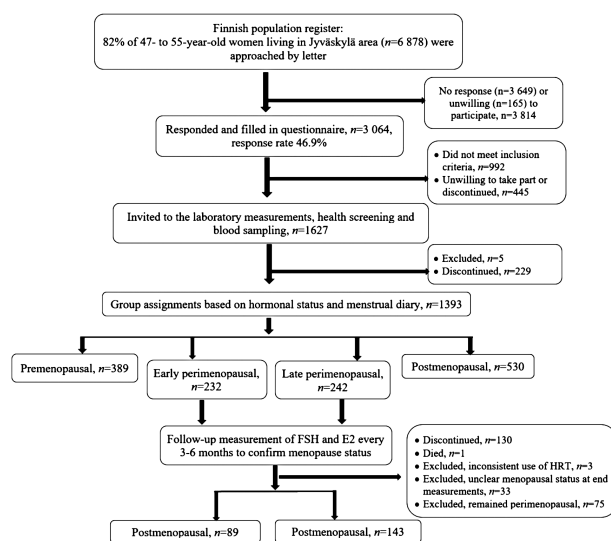 Finnish population register:
82% of 47- to 55-year-old women living in Jyväskylä area (n=6 878) were
approached by letter
No response (n=3 649) or
unwilling (n=165) to
participate, n=3 814
Responded and filled in questionnaire, n=3 064,
response rate 46.9%
• Did not meet inclusion
criteria, n=992
• Unwilling to take part or
discontinued, n=445
Invited to the laboratory measurements, health screening and
blood sampling,
n=1627
• Excluded, n=5
• Discontinued, n=229
Group assignments based on hormonal status and menstrual diary, n=1393
Premenopausal, n=389
Early perimenopausal,
n=232
Late perimenopausal,
n=242
Postmenopausal, n=530
Follow-up measurement of FSH and E2 every
3-6 months to confirm menopause status
• Discontinued, n=130
• Died, n=1
• Excluded, inconsistent use of HRT, n=3
• Excluded, unclear menopausal status at end
measurements, n=33
• Excluded, remained perimenopausal, n=75
Postmenopausal, n=89
Postmenopausal, n=143